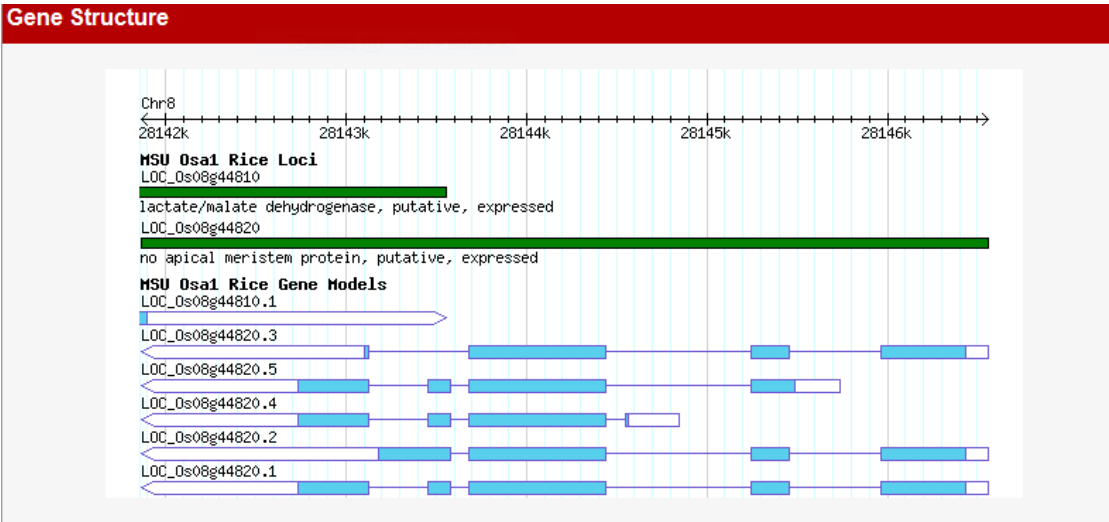 Gene Structure
Chr8
28142k 28143k 28144k 28145k 28146k
MSU Osa1 Rice Loci
LOC_Os08g44810
lactate/malate dehydrogenase, putative, expressed
LOC_Os08g44820
no apical meristem protein, putative, expressed
MSU Osa1 Rice Gene Models
LOC_Os08g44810.1
LOC_Os08g44820.3
LOC_Os08g44820.5
LOC_Os08g44820.4
LOC_Os08g44820.2
LOC_Os08g44820.1